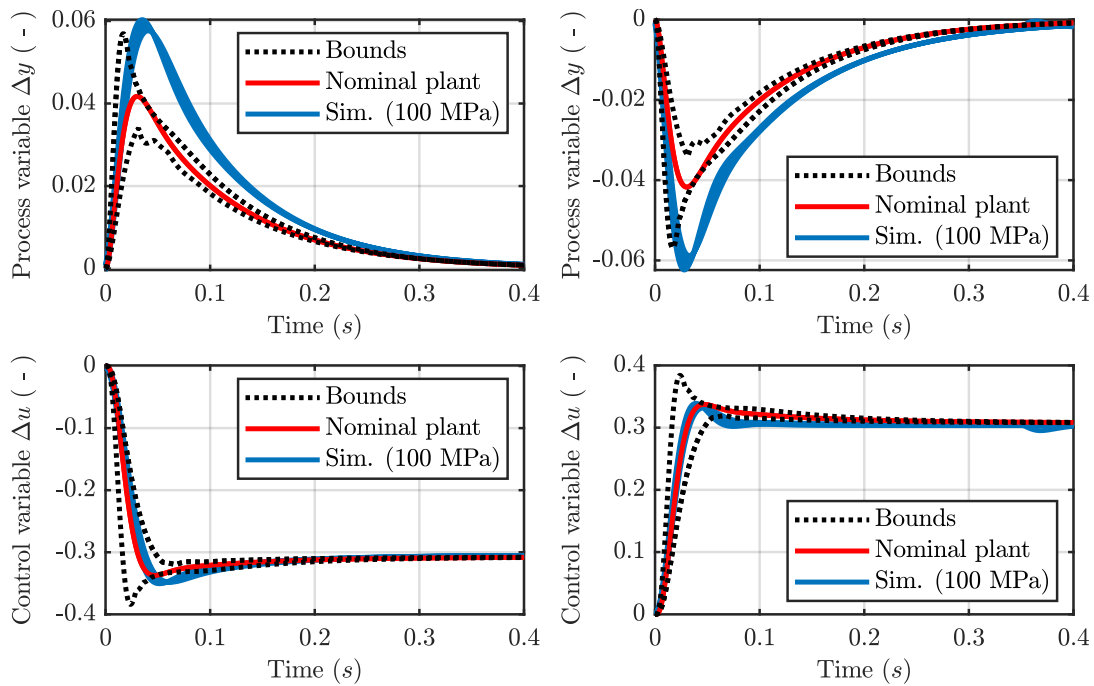 Process variable Δy ( - )
0.06
0.04
0.02
0
Bounds
Nominal plant
Sim. (100 MPa)
0 0.1 0.2 0.3 0.4
Time (s)
Process variable Δy ( - )
0
-0.02
-0.04
-0.06
Bounds
Nominal plant
Sim. (100 MPa)
0 0.1 0.2 0.3 0.4
Time (s)
Control variable Δu ( - )
0
-0.1
-0.2
-0.3
-0.4
Bounds
Nominal plant
Sim. (100 MPa)
0 0.1 0.2 0.3 0.4
Time (s)
Control variable Δu ( - )
0.4
0.3
0.2
0.1
0
Bounds
Nominal plant
Sim. (100 MPa)
0 0.1 0.2 0.3 0.4
Time (s)